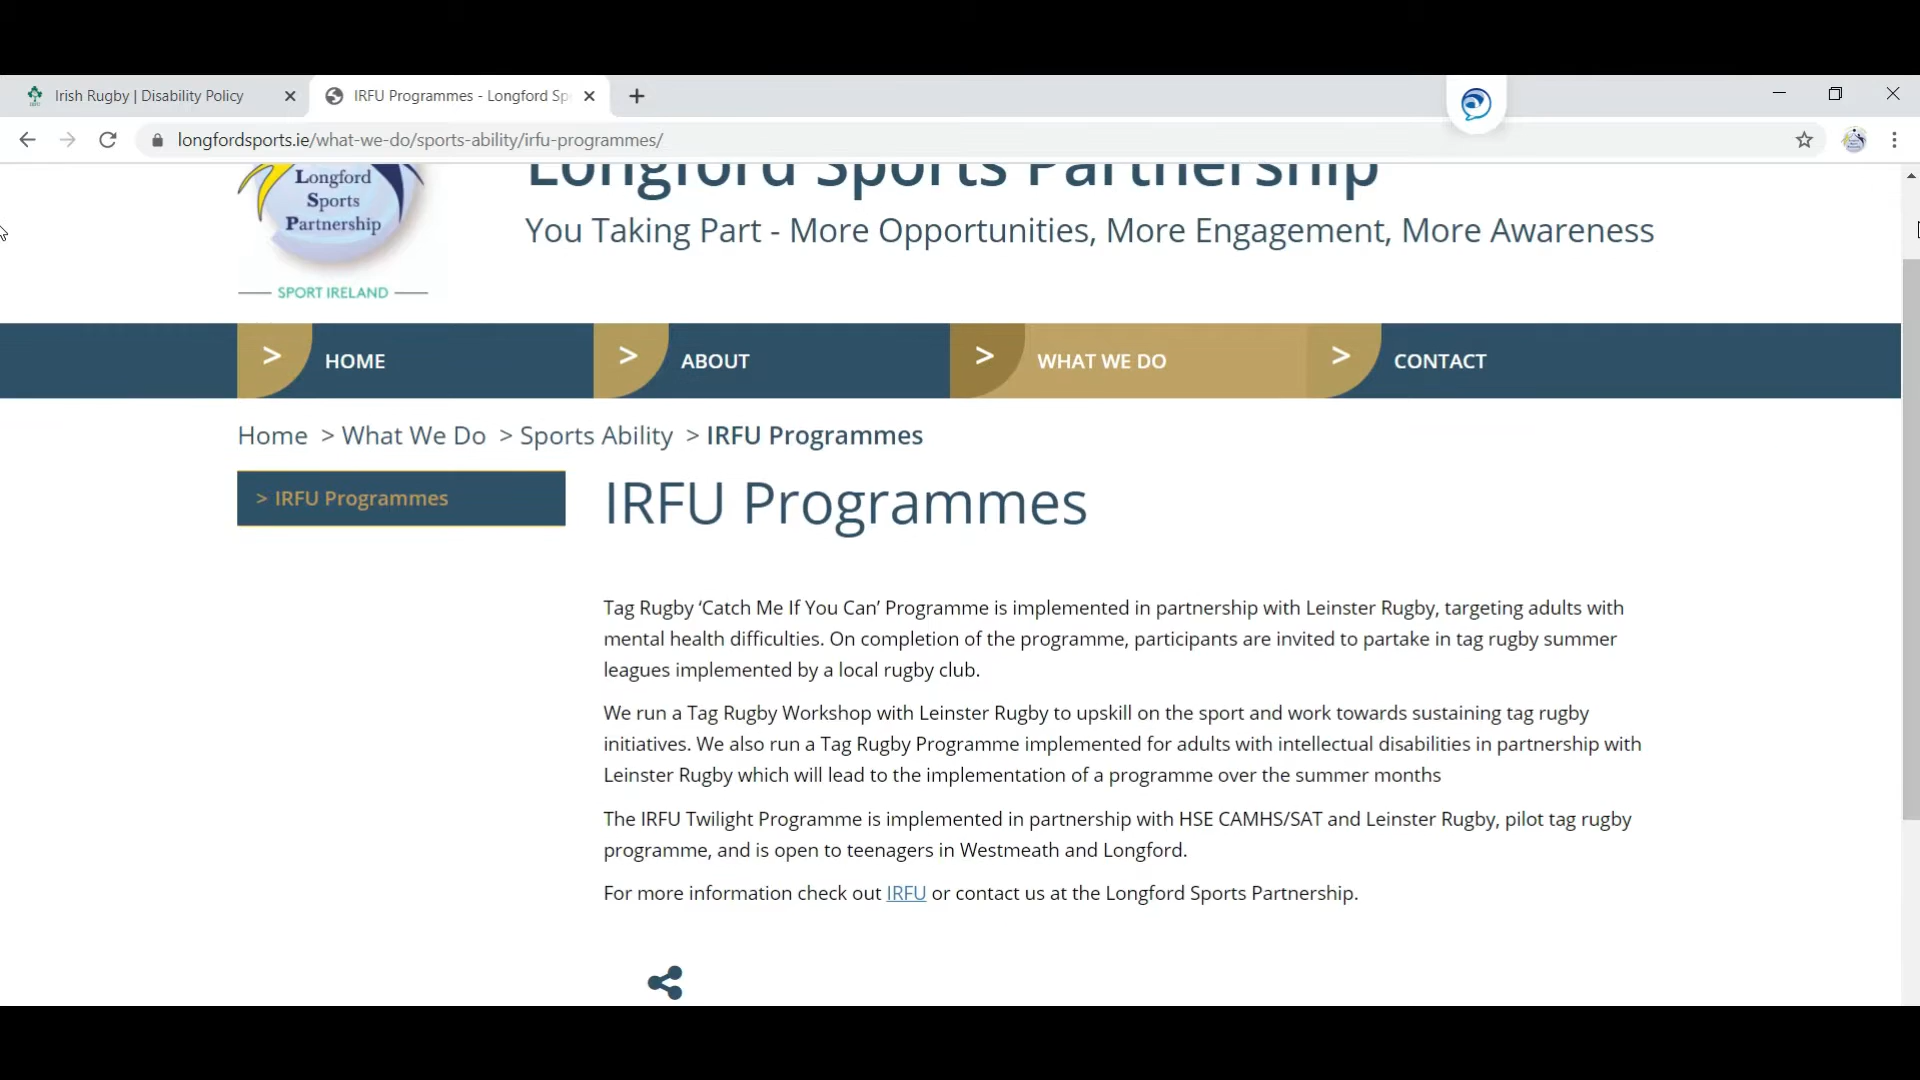 Irish Rugby | Disability Policy
IRFU Programmes - Longford Sp
longfordsports.ie/what-we-do/sports-ability/irfu-programmes/
Longford
Sports
Partnership
SPORT IRELAND
Longford Sports Partnership
You Taking Part - More Opportunities, More Engagement, More Awareness
> HOME
> ABOUT
> WHAT WE DO
> CONTACT
Home > What We Do > Sports Ability > IRFU Programmes
> IRFU Programmes
IRFU Programmes
Tag Rugby ‘Catch Me If You Can’ Programme is implemented in partnership with Leinster Rugby, targeting adults with
mental health difficulties. On completion of the programme, participants are invited to partake in tag rugby summer
leagues implemented by a local rugby club.
We run a Tag Rugby Workshop with Leinster Rugby to upskill on the sport and work towards sustaining tag rugby
initiatives. We also run a Tag Rugby Programme implemented for adults with intellectual disabilities in partnership with
Leinster Rugby which will lead to the implementation of a programme over the summer months
The IRFU Twilight Programme is implemented in partnership with HSE CAMHS/SAT and Leinster Rugby, pilot tag rugby
programme, and is open to teenagers in Westmeath and Longford.
For more information check out IRFU or contact us at the Longford Sports Partnership.